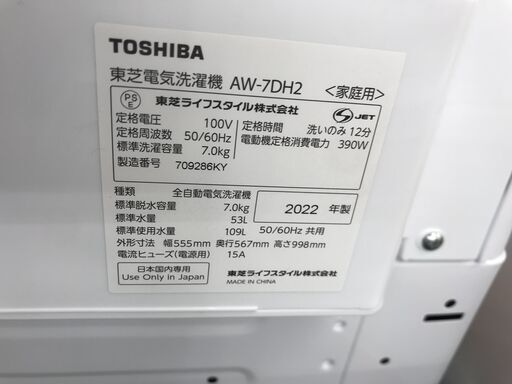 TOSHIBA
東芝電気洗濯機 AW-7DH2 <家庭用>
PS E 東芝ライフスタイル株式会社 S JET
定格電圧 100V 定格時間 洗いのみ 12分
定格周波数 50/60Hz 電動機定格消費電力 390W
標準洗濯容量 7.0kg
製造番号 709286KY
種類 全自動電気洗濯機
標準脱水容量 7.0kg 2022 年製
標準水量 53L
標準使用水量 109L 50/60Hz 共用
外形寸法 幅555mm 奥行567mm 高さ998mm
電流ヒューズ(電源用) 15A
日本国内専用 東芝ライフスタイル株式会社
Use Only In Japan MADE IN CHINA